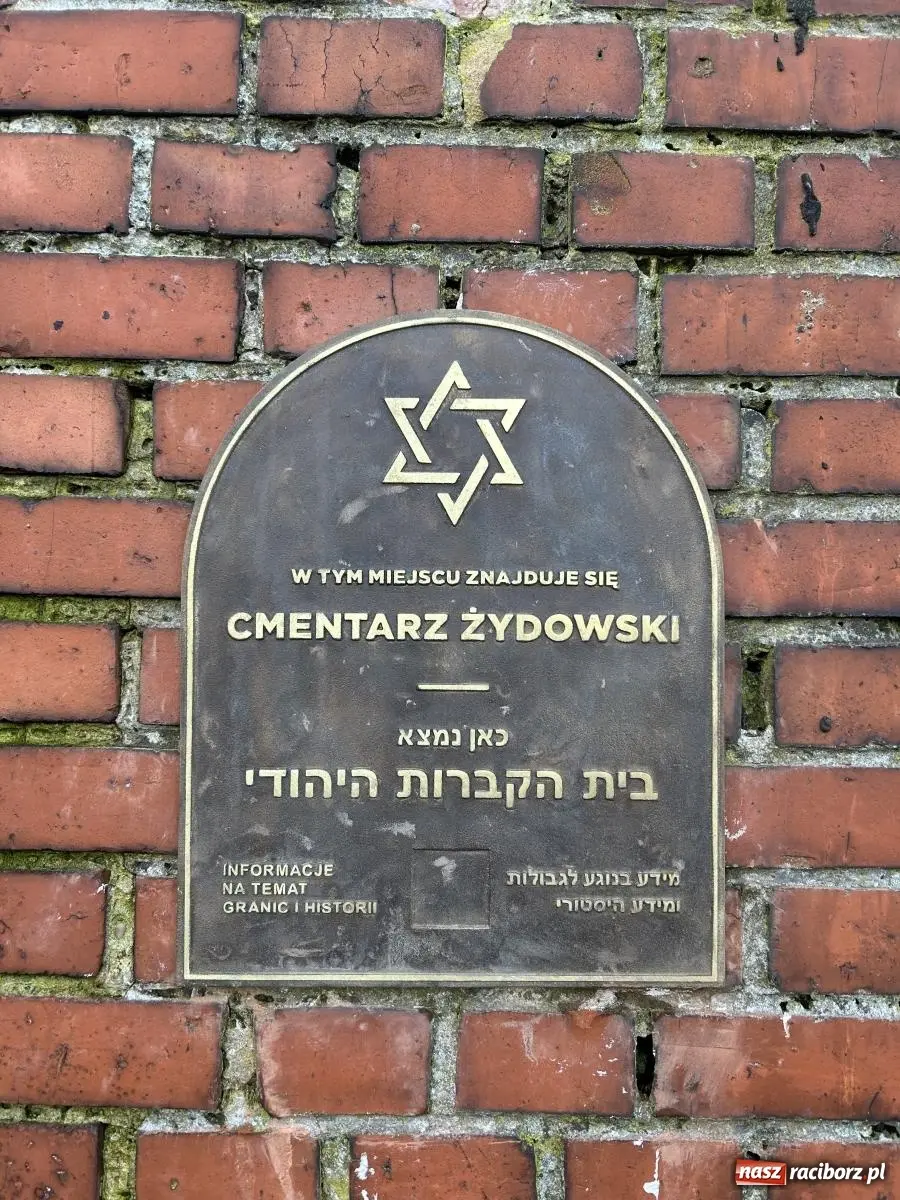 W TYM MIEJSCU ZNAJDUJE SIĘ
CMENTARZ ŻYDOWSKI
כאן נמצא
בית הקברות היהודי
INFORMACJE
NA TEMAT
GRANIC I HISTORII
מידע בנוגע לגבולות
ומידע היסטורי
nasz raciborz.pl